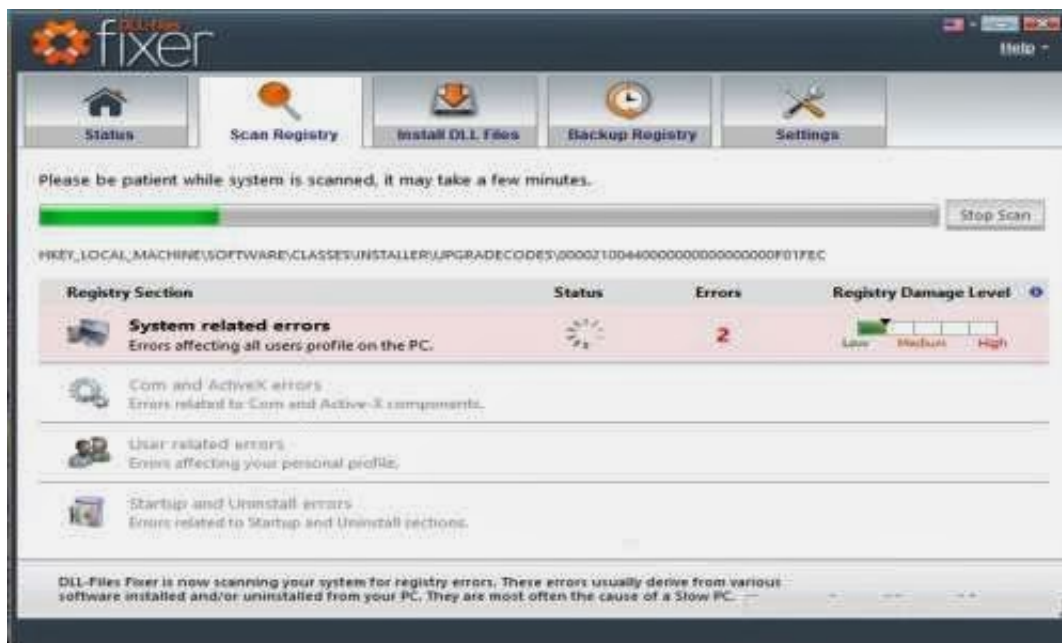 DLL-Files
fixer
Help
Status
Scan Registry
Install DLL Files
Backup Registry
Settings
Please be patient while system is scanned, it may take a few minutes.
Stop Scan
HKEY_LOCAL_MACHINE\SOFTWARE\CLASSES\INSTALLER\UPGRADECODES\
Registry Section Status Errors Registry Damage Level
System related errors
Errors affecting all users profile on the PC.
2
Low Medium High
Com and ActiveX errors
Errors related to Com and Active-X components.
User related errors
Errors affecting your personal profile.
Startup and Uninstall errors
Errors related to Startup and Uninstall sections.
DLL-Files Fixer is now scanning your system for registry errors. These errors usually derive from various
software installed and/or uninstalled from your PC. They are most often the cause of a Slow PC.